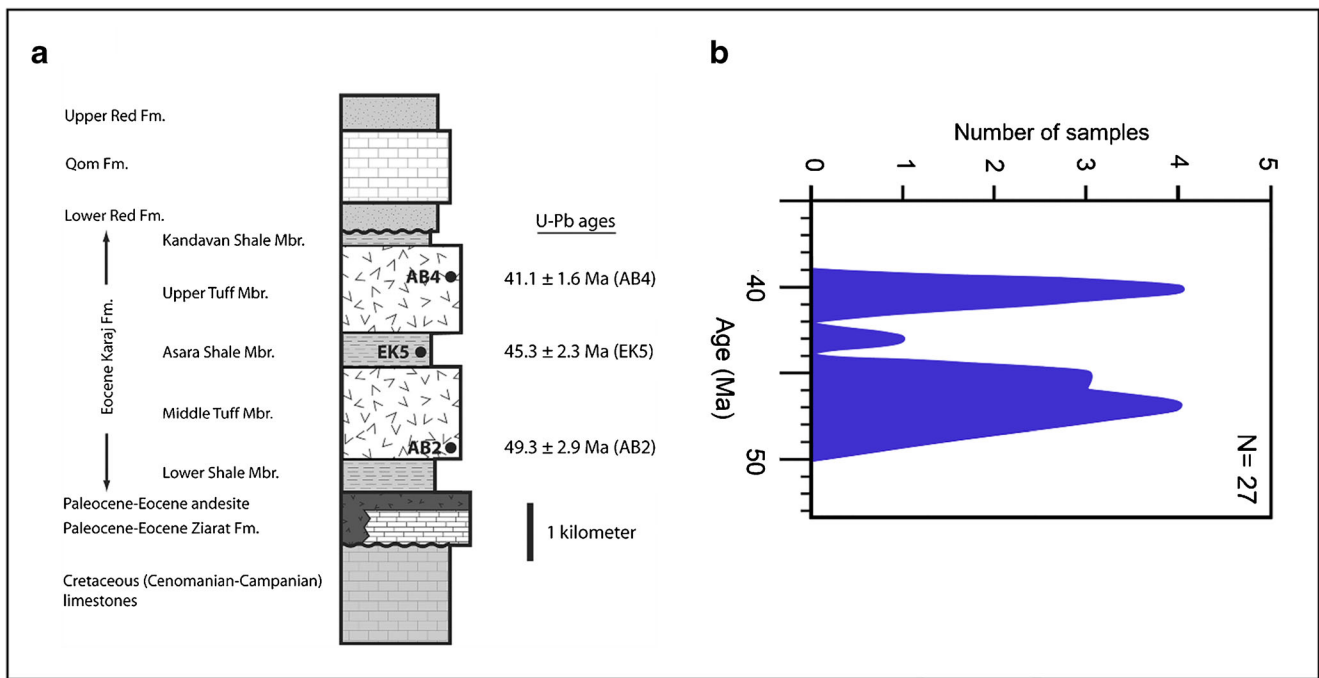 a
Upper Red Fm.
Qom Fm.
Lower Red Fm.
Kandavan Shale Mbr.
Upper Tuff Mbr.
Asara Shale Mbr.
Middle Tuff Mbr.
Lower Shale Mbr.
Eocene Karaj Fm.
Paleocene-Eocene andesite
Paleocene-Eocene Ziarat Fm.
Cretaceous (Cenomanian-Campanian)
limestones
AB4
EK5
AB2
U-Pb ages
41.1 ± 1.6 Ma (AB4)
45.3 ± 2.3 Ma (EK5)
49.3 ± 2.9 Ma (AB2)
1 kilometer
b
Number of samples
0 1 2 3 4 5
40
50
Age (Ma)
N= 27